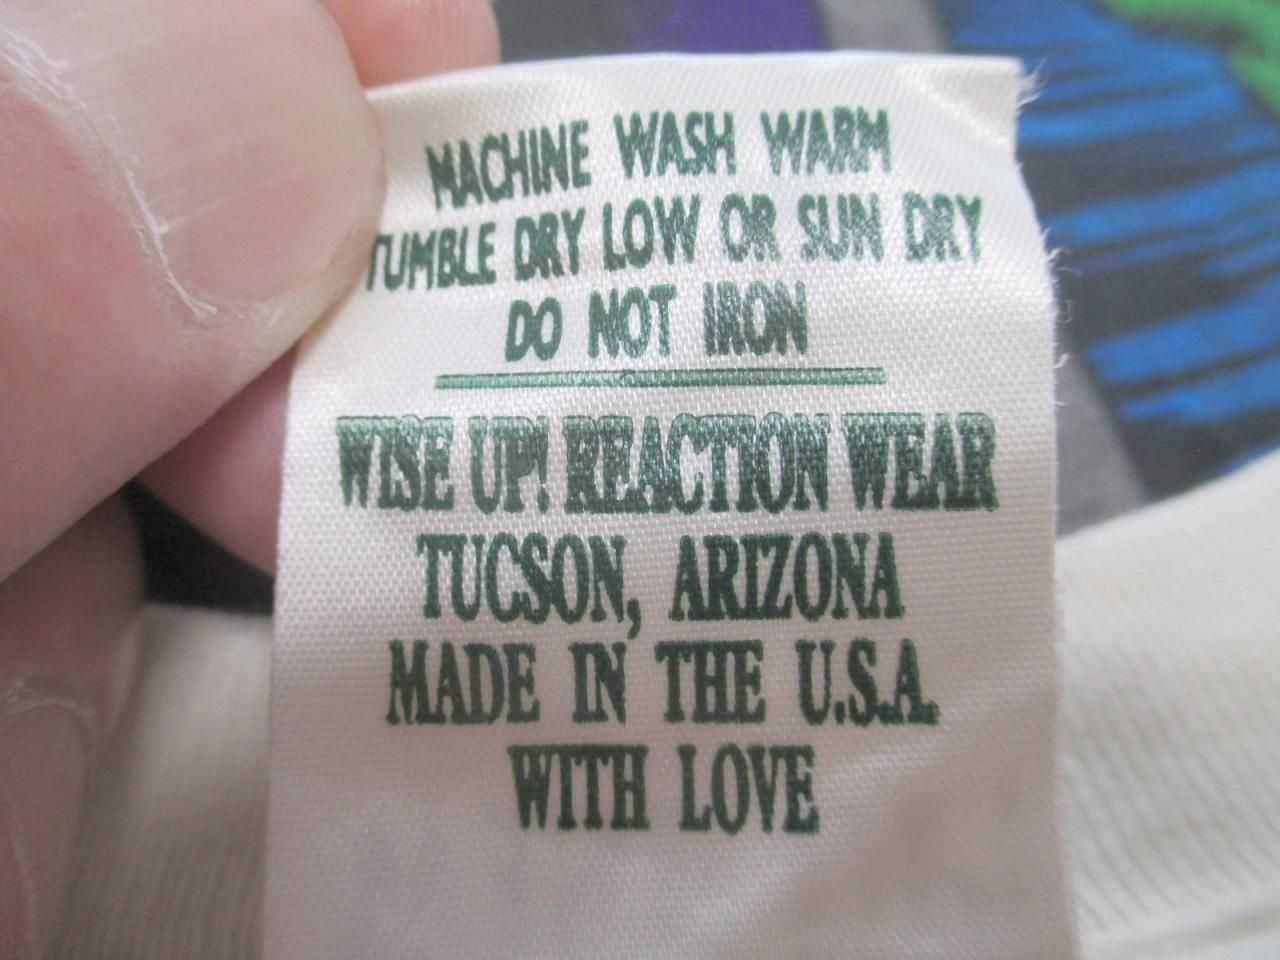 MACHINE WASH WARM
TUMBLE DRY LOW OR SUN DRY
DO NOT IRON
WISE UP! REACTION WEAR
TUCSON, ARIZONA
MADE IN THE U.S.A.
WITH LOVE